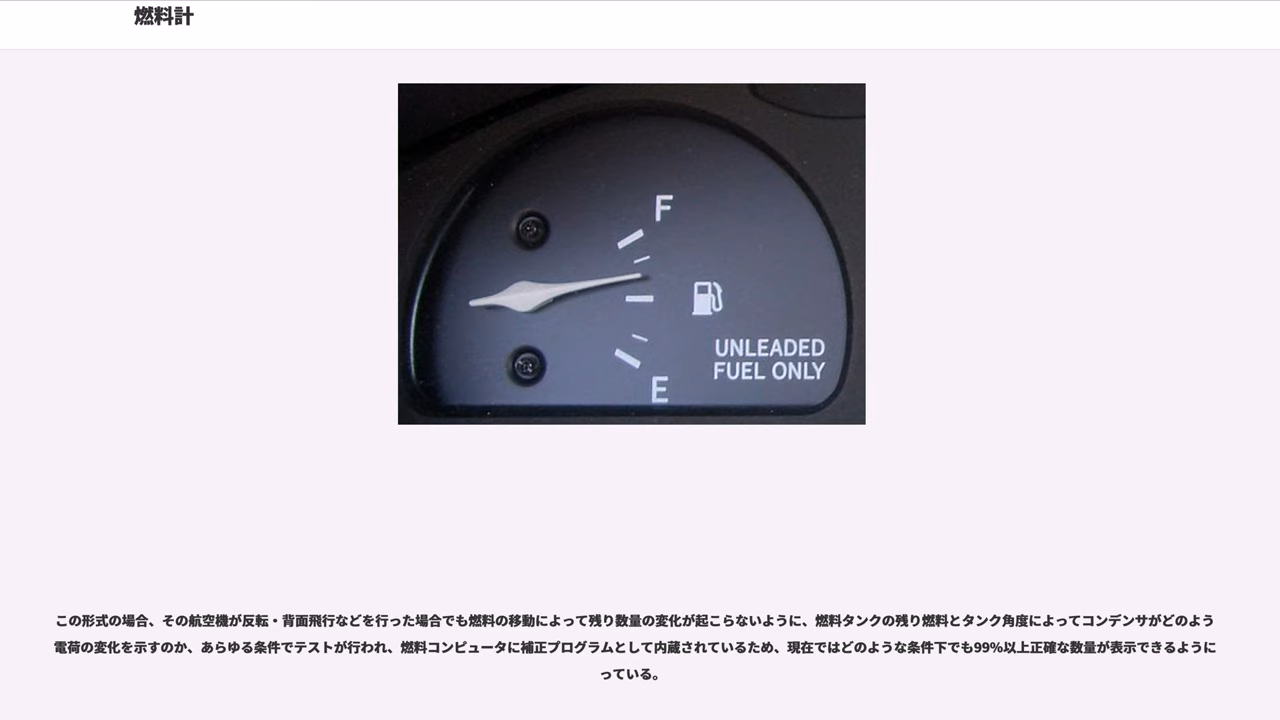 燃料計
F
UNLEADED
FUEL ONLY
E
この形式の場合、その航空機が反転・背面飛行などを行った場合でも燃料の移動によって残り数量の変化が起こらないように、燃料タンクの残り燃料とタンク角度によってコンデンサがどのよう
電荷の変化を示すのか、あらゆる条件でテストが行われ、燃料コンピュータに補正プログラムとして内蔵されているため、現在ではどのような条件下でも99%以上正確な数量が表示できるように
っている。